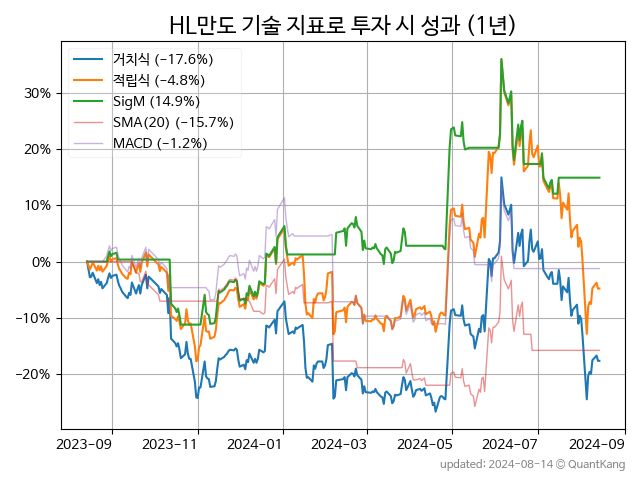 HL만도 기술 지표로 투자 시 성과 (1년)
거치식 (−17.6%)
적립식 (−4.8%)
SigM (14.9%)
SMA(20) (−15.7%)
MACD (−1.2%)
30%
20%
10%
0%
−10%
−20%
2023-09 2023-11 2024-01 2024-03 2024-05 2024-07 2024-09
updated: 2024-08-14 © QuantKang